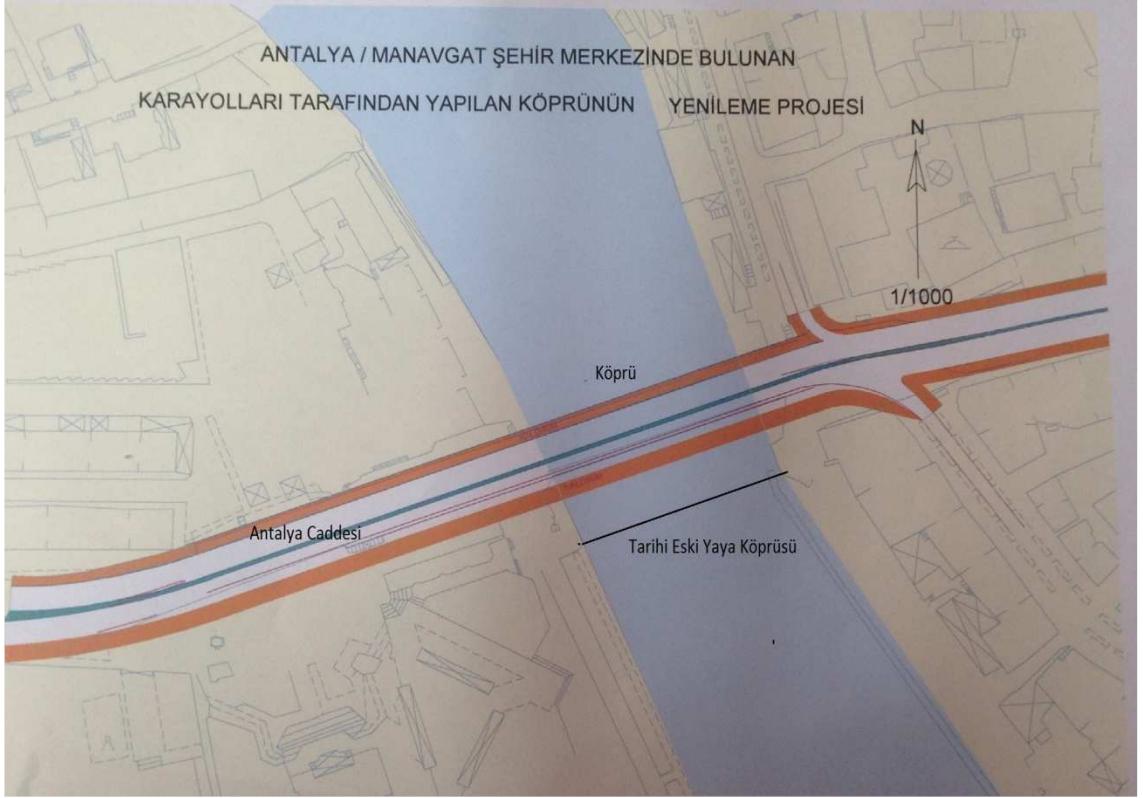 ANTALYA / MANAVGAT ŞEHİR MERKEZİNDE BULUNAN
KARAYOLLARI TARAFINDAN YAPILAN KÖPRÜNÜN YENİLEME PROJESİ
N
1/1000
Köprü
Antalya Caddesi
Tarihi Eski Yaya Köprüsü